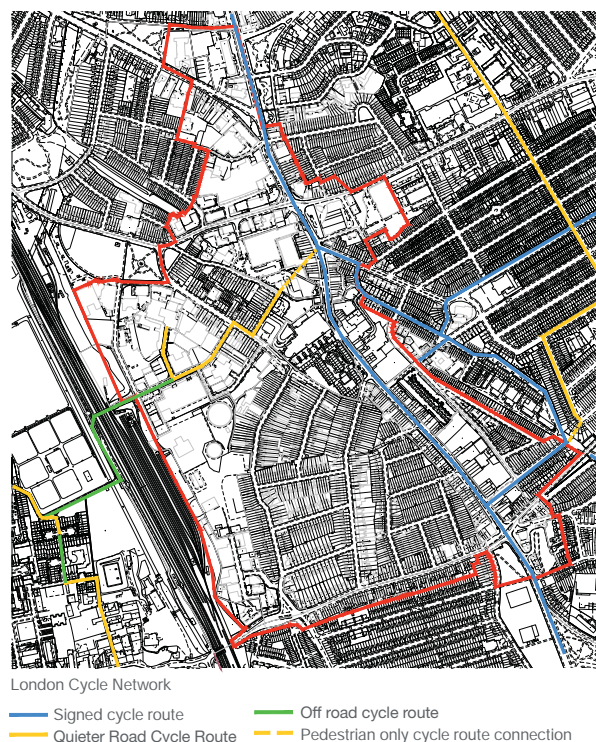 London Cycle Network
Signed cycle route
Off road cycle route
Quieter Road Cycle Route
Pedestrian only cycle route connection